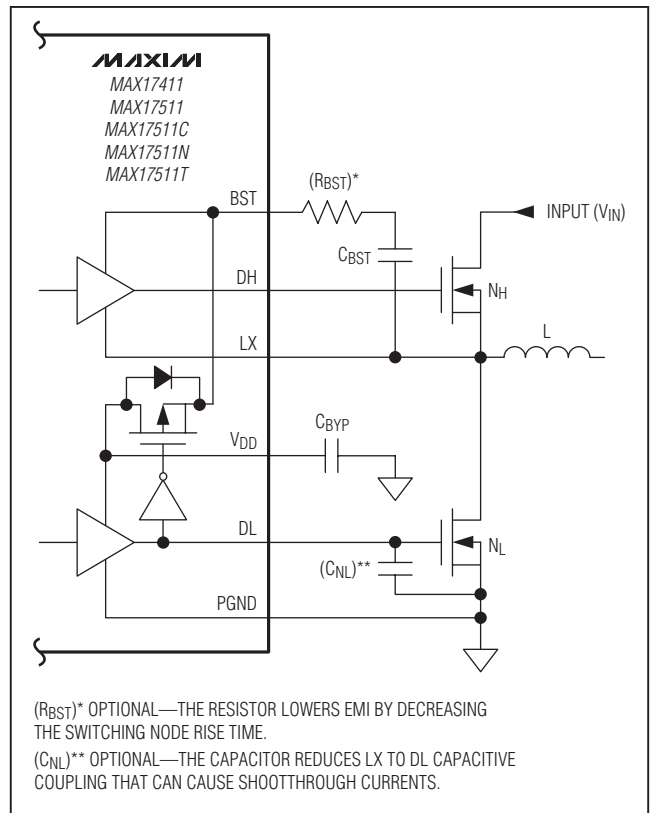 MAXIM
MAX17411
MAX17511
MAX17511C
MAX17511N
MAX17511T
BST
(RBST)*
INPUT (VIN)
CBST
DH
NH
LX
L
VDD
CBYP
DL
NL
(CNL)**
PGND
(RBST)* OPTIONAL—THE RESISTOR LOWERS EMI BY DECREASING
THE SWITCHING NODE RISE TIME.
(CNL)** OPTIONAL—THE CAPACITOR REDUCES LX TO DL CAPACITIVE
COUPLING THAT CAN CAUSE SHOOTTHROUGH CURRENTS.